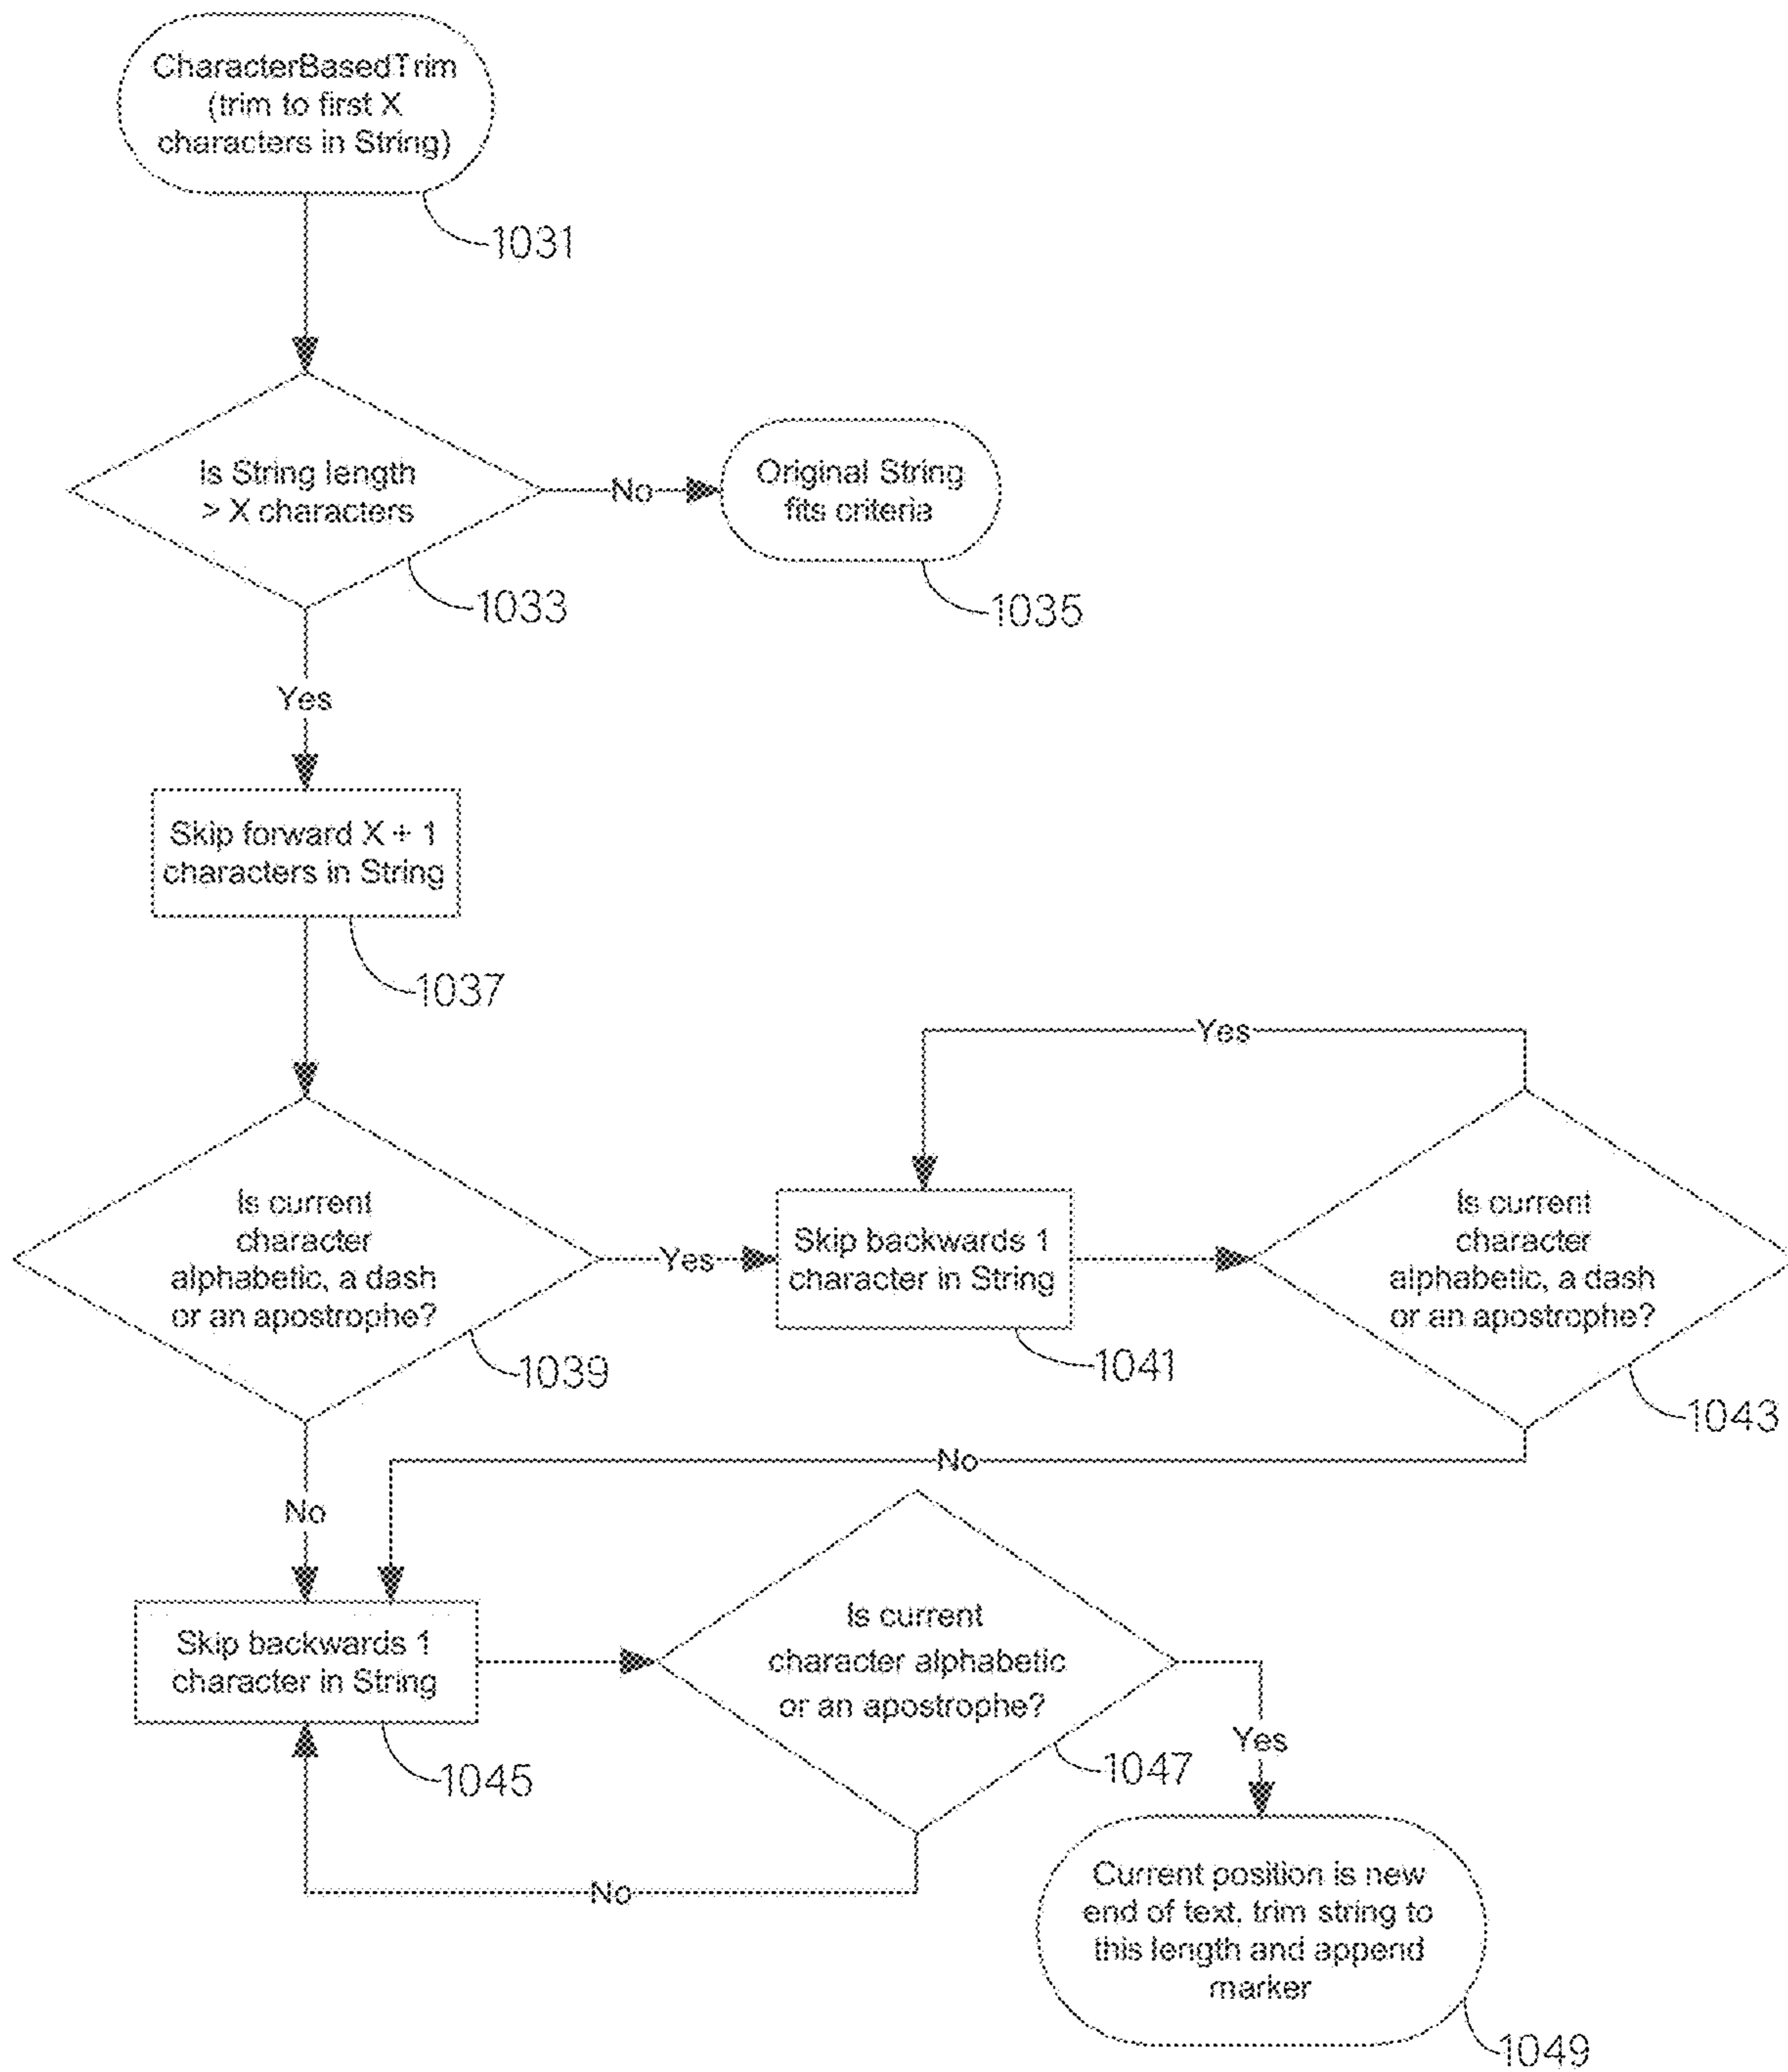 CharacterBasedTrim
(trim to first X
characters in String)
1031
Is String length
> X characters
No
Original String
fits criteria
1033
1035
Yes
Skip forward X + 1
characters in String
1037
Yes
Is current
character
alphabetic, a dash
or an apostrophe?
Yes
Skip backwards 1
character in String
Is current
character
alphabetic, a dash
or an apostrophe?
1039
1041
1043
No
No
Skip backwards 1
character in String
Is current
character alphabetic
or an apostrophe?
1045
1047
Yes
No
Current position is new
end of text, trim string to
this length and append
marker
1049